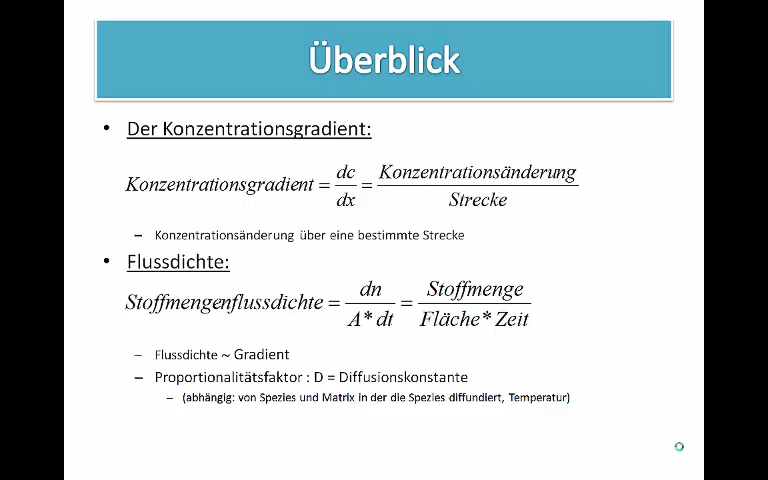 Überblick
• Der Konzentrationsgradient:
Konzentrationsgradient = dc/dx = Konzentrationsänderung/Strecke
– Konzentrationsänderung über eine bestimmte Strecke
• Flussdichte:
Stoffmengenflussdichte = dn/A* dt = Stoffmenge/Fläche* Zeit
– Flussdichte ~ Gradient
– Proportionalitätsfaktor : D = Diffusionskonstante
– (abhängig: von Spezies und Matrix in der die Spezies diffundiert, Temperatur)